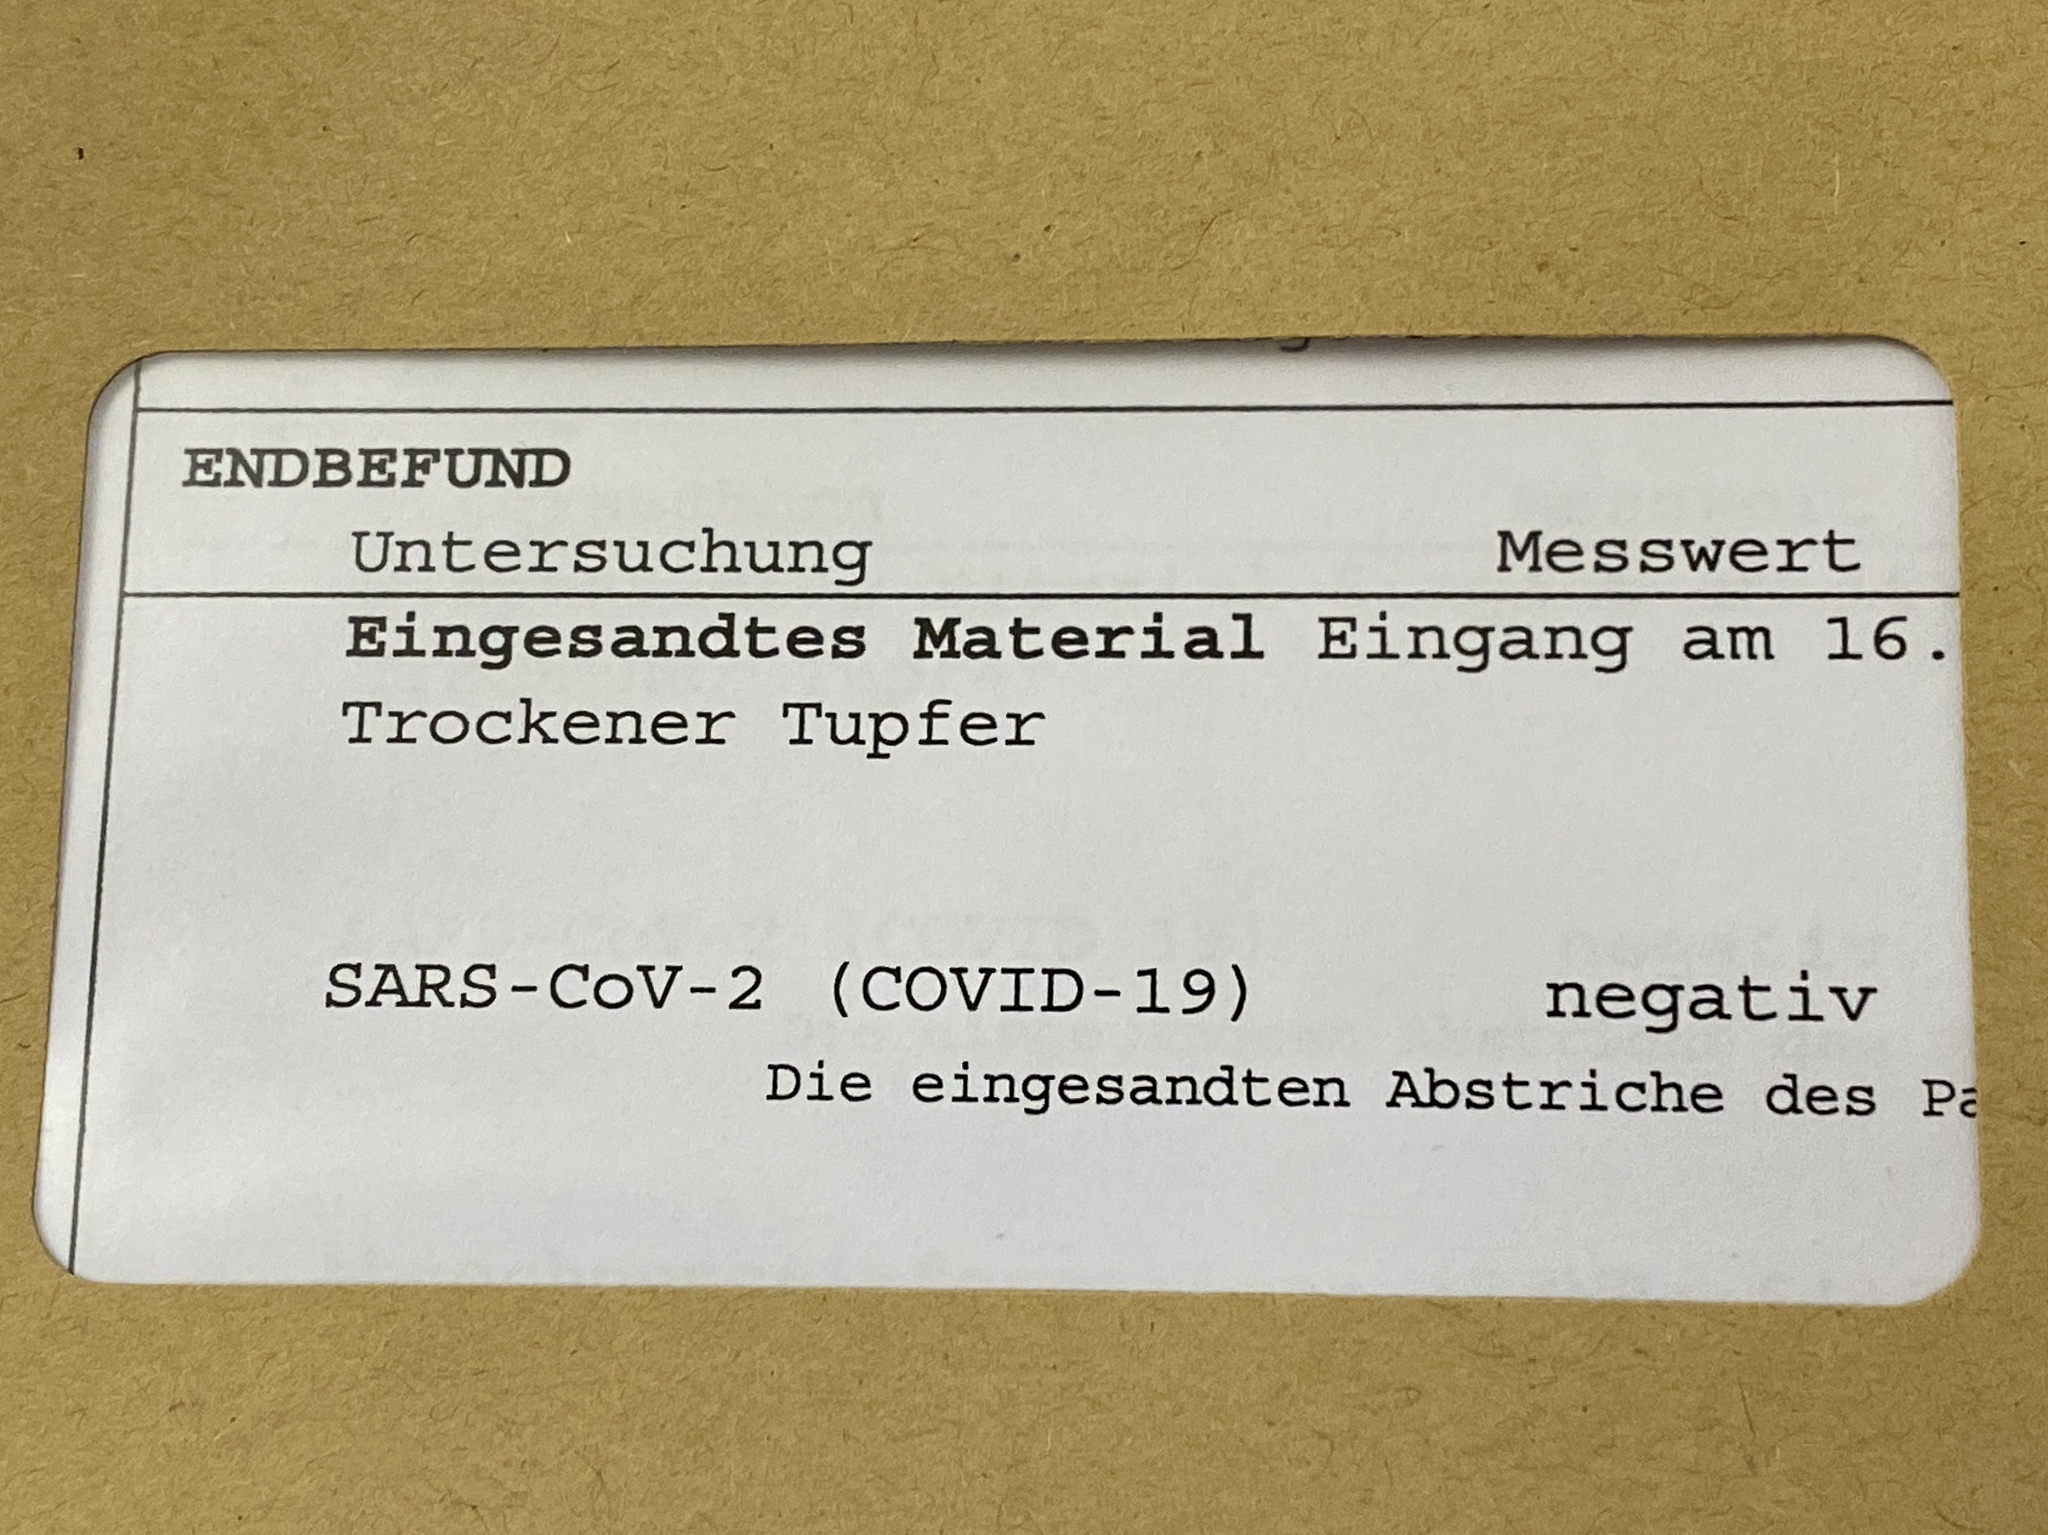 ENDBEFUND
Untersuchung Messwert
Eingesandtes Material Eingang am 16.
Trockener Tupfer
SARS-CoV-2 (COVID-19) negativ
Die eingesandten Abstriche des